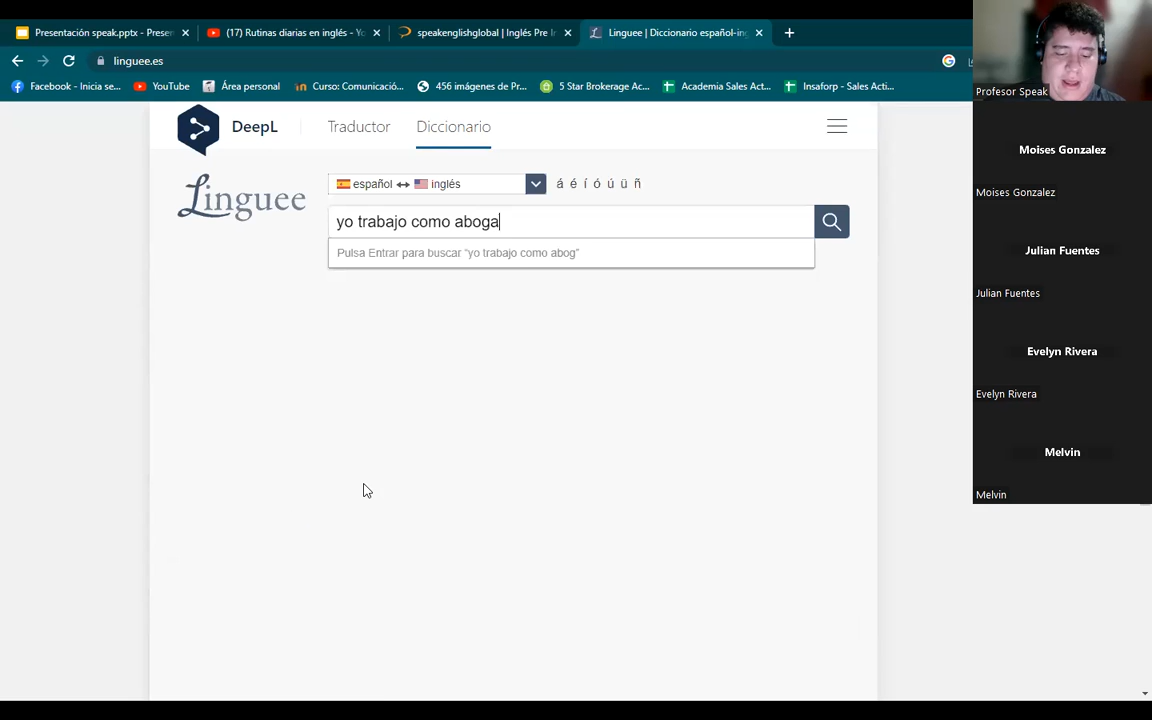 Presentación speak.pptx - Presen
(17) Rutinas diarias en inglés - Yo
speakenglishglobal | Inglés Pre In
Linguee | Diccionario español-ing
linguee.es
Facebook - Inicia se...
YouTube
Área personal
Curso: Comunicació...
456 imágenes de Pr...
5 Star Brokerage Ac...
Academia Sales Act...
Insaforp - Sales Acti...
DeepL
Traductor
Diccionario
Linguee
español ↔ inglés
á é í ó ú ü ñ
yo trabajo como aboga
Pulsa Entrar para buscar "yo trabajo como abog"
Profesor Speak
Moises Gonzalez
Moises Gonzalez
Julian Fuentes
Julian Fuentes
Evelyn Rivera
Evelyn Rivera
Melvin
Melvin